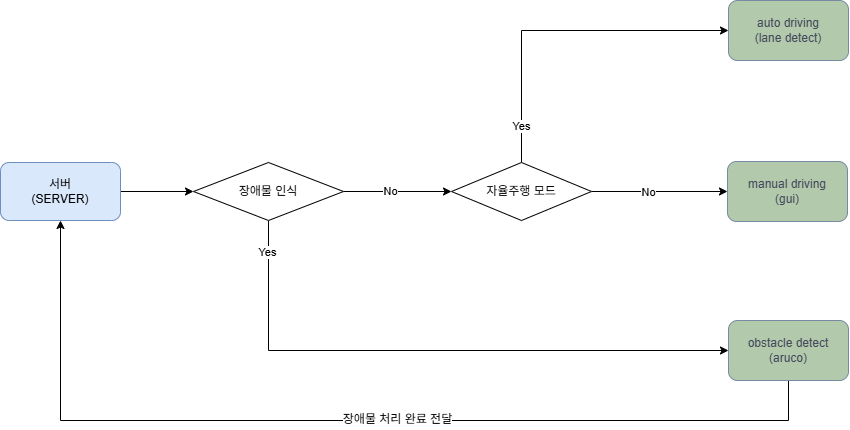 auto driving
(lane detect)
Yes
서버
(SERVER)
장애물 인식
No
자율주행 모드
No
manual driving
(gui)
Yes
obstacle detect
(aruco)
장애물 처리 완료 전달